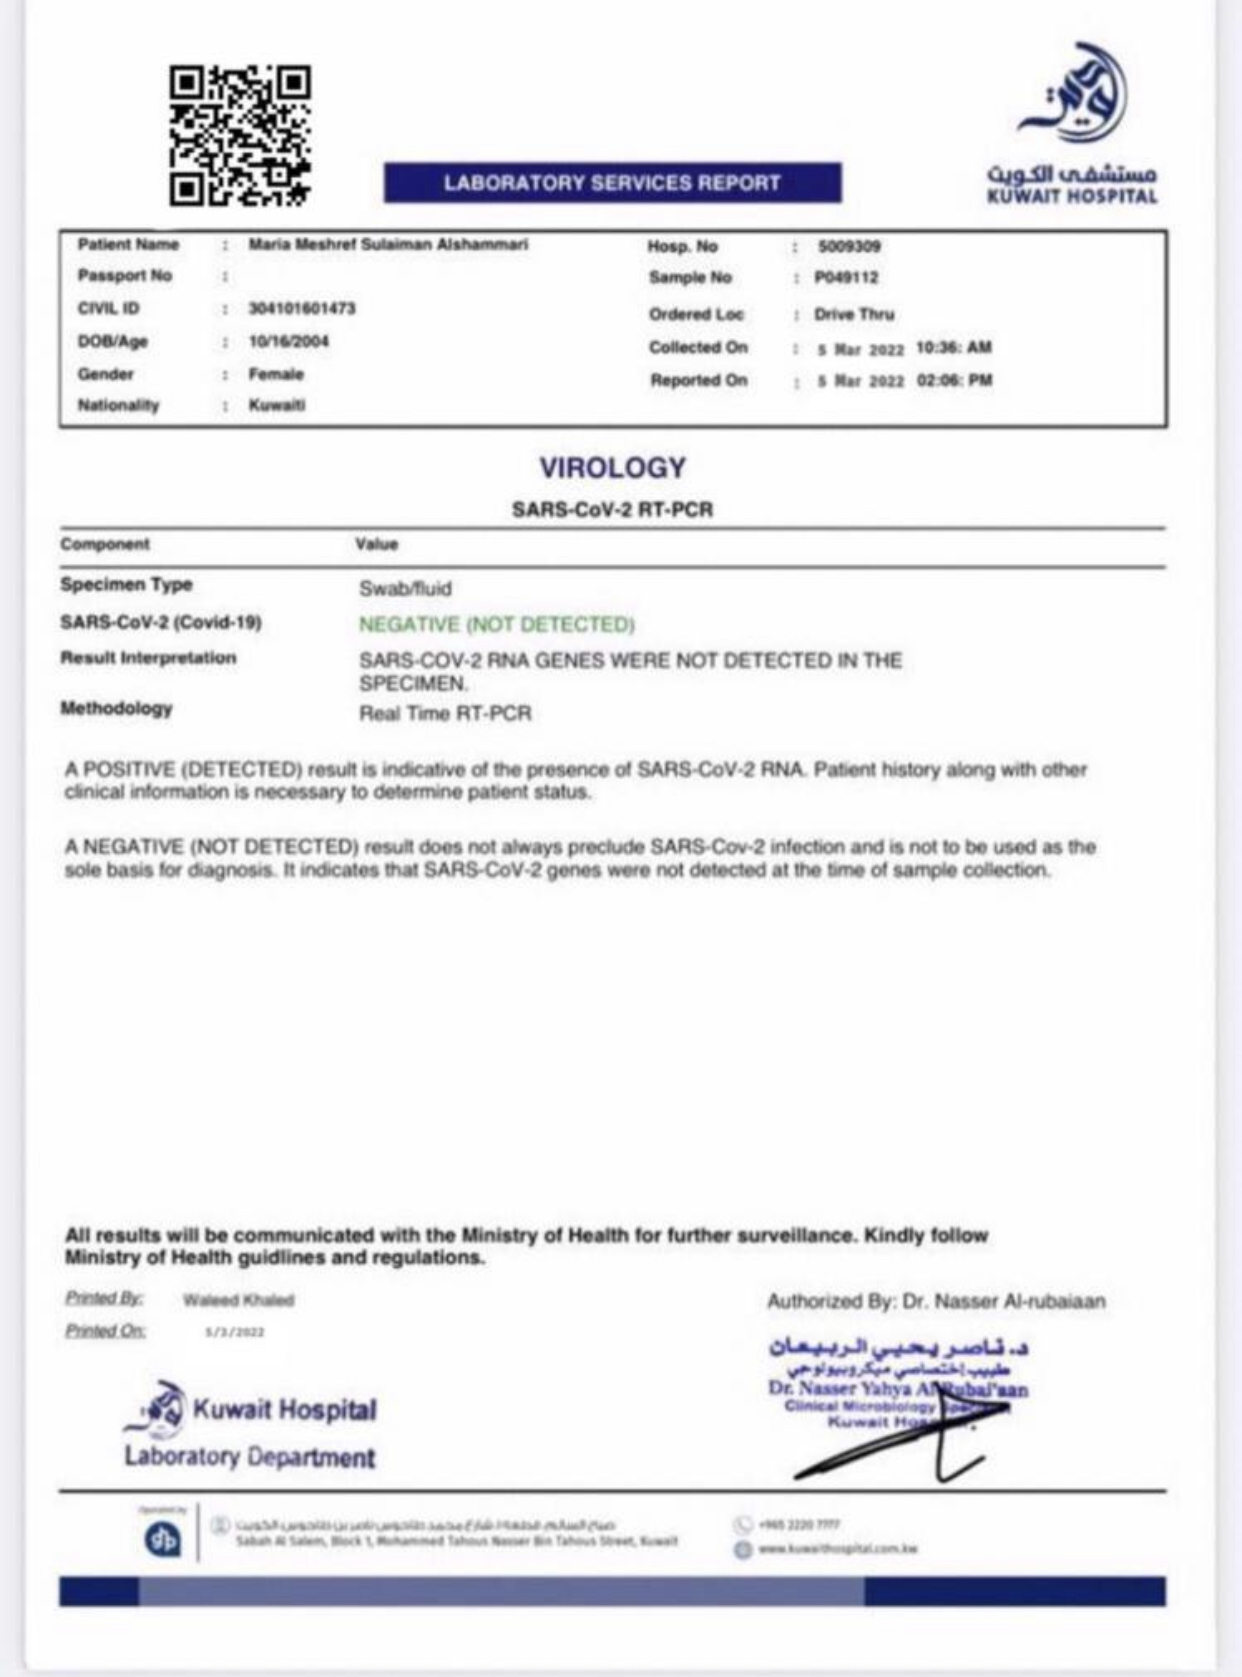 مستشفى الكويت
KUWAIT HOSPITAL
LABORATORY SERVICES REPORT
Patient Name : Maria Meshref Sulaiman Alshammari
Hosp. No : 5009309
Passport No :
Sample No : P049112
CIVIL ID : 304101601473
Ordered Loc : Drive Thru
DOB/Age : 10/16/2004
Collected On : 5 Mar 2022 10:36: AM
Gender : Female
Reported On : 5 Mar 2022 02:06: PM
Nationality : Kuwaiti
VIROLOGY
SARS-CoV-2 RT-PCR
Component Value
Specimen Type Swab/fluid
SARS-CoV-2 (Covid-19) NEGATIVE (NOT DETECTED)
Result Interpretation SARS-COV-2 RNA GENES WERE NOT DETECTED IN THE
SPECIMEN.
Methodology Real Time RT-PCR
A POSITIVE (DETECTED) result is indicative of the presence of SARS-CoV-2 RNA. Patient history along with other
clinical information is necessary to determine patient status.
A NEGATIVE (NOT DETECTED) result does not always preclude SARS-Cov-2 infection and is not to be used as the
sole basis for diagnosis. It indicates that SARS-CoV-2 genes were not detected at the time of sample collection.
All results will be communicated with the Ministry of Health for further surveillance. Kindly follow
Ministry of Health guidlines and regulations.
Printed By: Waleed Khaled
Printed On: 5/3/2022
Authorized By: Dr. Nasser Al-rubaiaan
د. ناصر يحيى الربيعان
طبيب إختصاصي ميكروبيولوجي
Dr. Nasser Yahya Al-Rubai'aan
Clinical Microbiology
Kuwait
Kuwait Hospital
Laboratory Department
Operated by
Sabah Al Salem, Block 1, Mohammed Tahous Nasser Bin Tahous Street, Kuwait
+965 2220 7777
www.kuwaithospital.com.kw